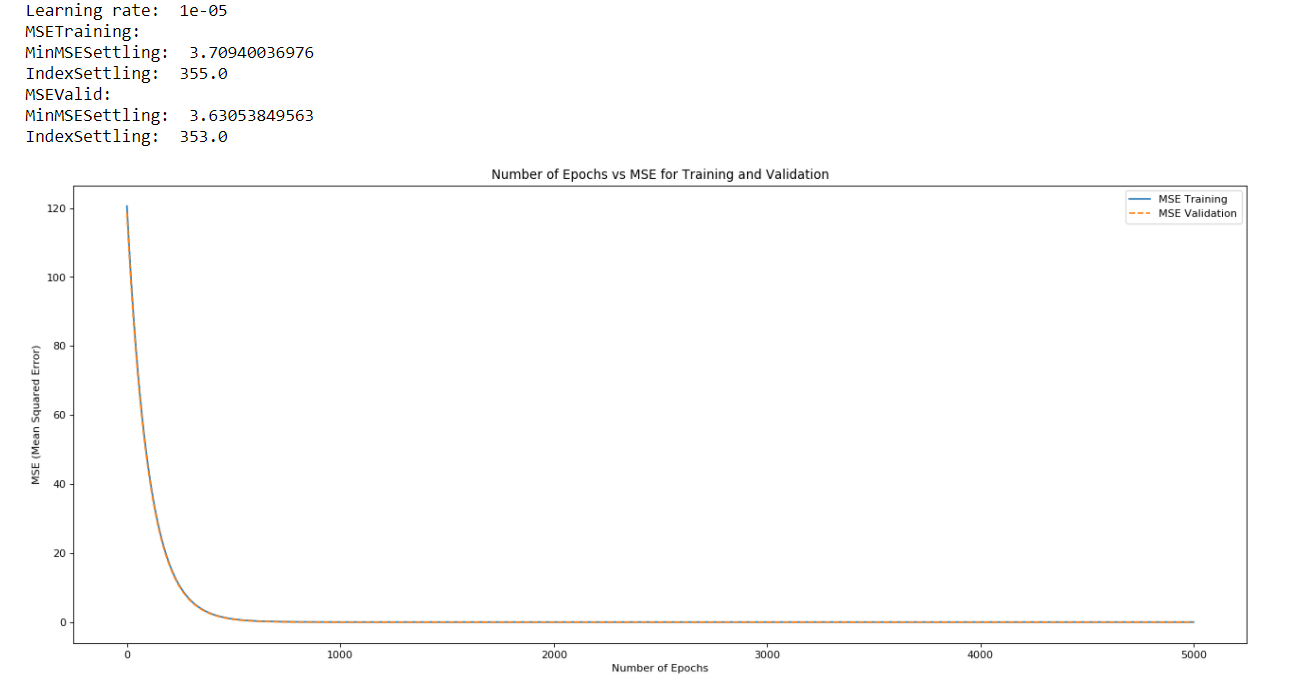 Learning rate:  1e-05
MSETraining:
MinMSESettling:  3.70940036976
IndexSettling:  355.0
MSEValid:
MinMSESettling:  3.63053849563
IndexSettling:  353.0
Number of Epochs vs MSE for Training and Validation
MSE Training
MSE Validation
120
100
80
60
40
20
0
MSE (Mean Squared Error)
0 1000 2000 3000 4000 5000
Number of Epochs